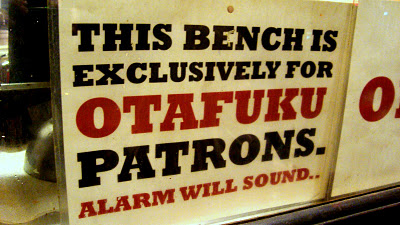 THIS BENCH IS
EXCLUSIVELY FOR
OTAFUKU
PATRONS.
ALARM WILL SOUND..